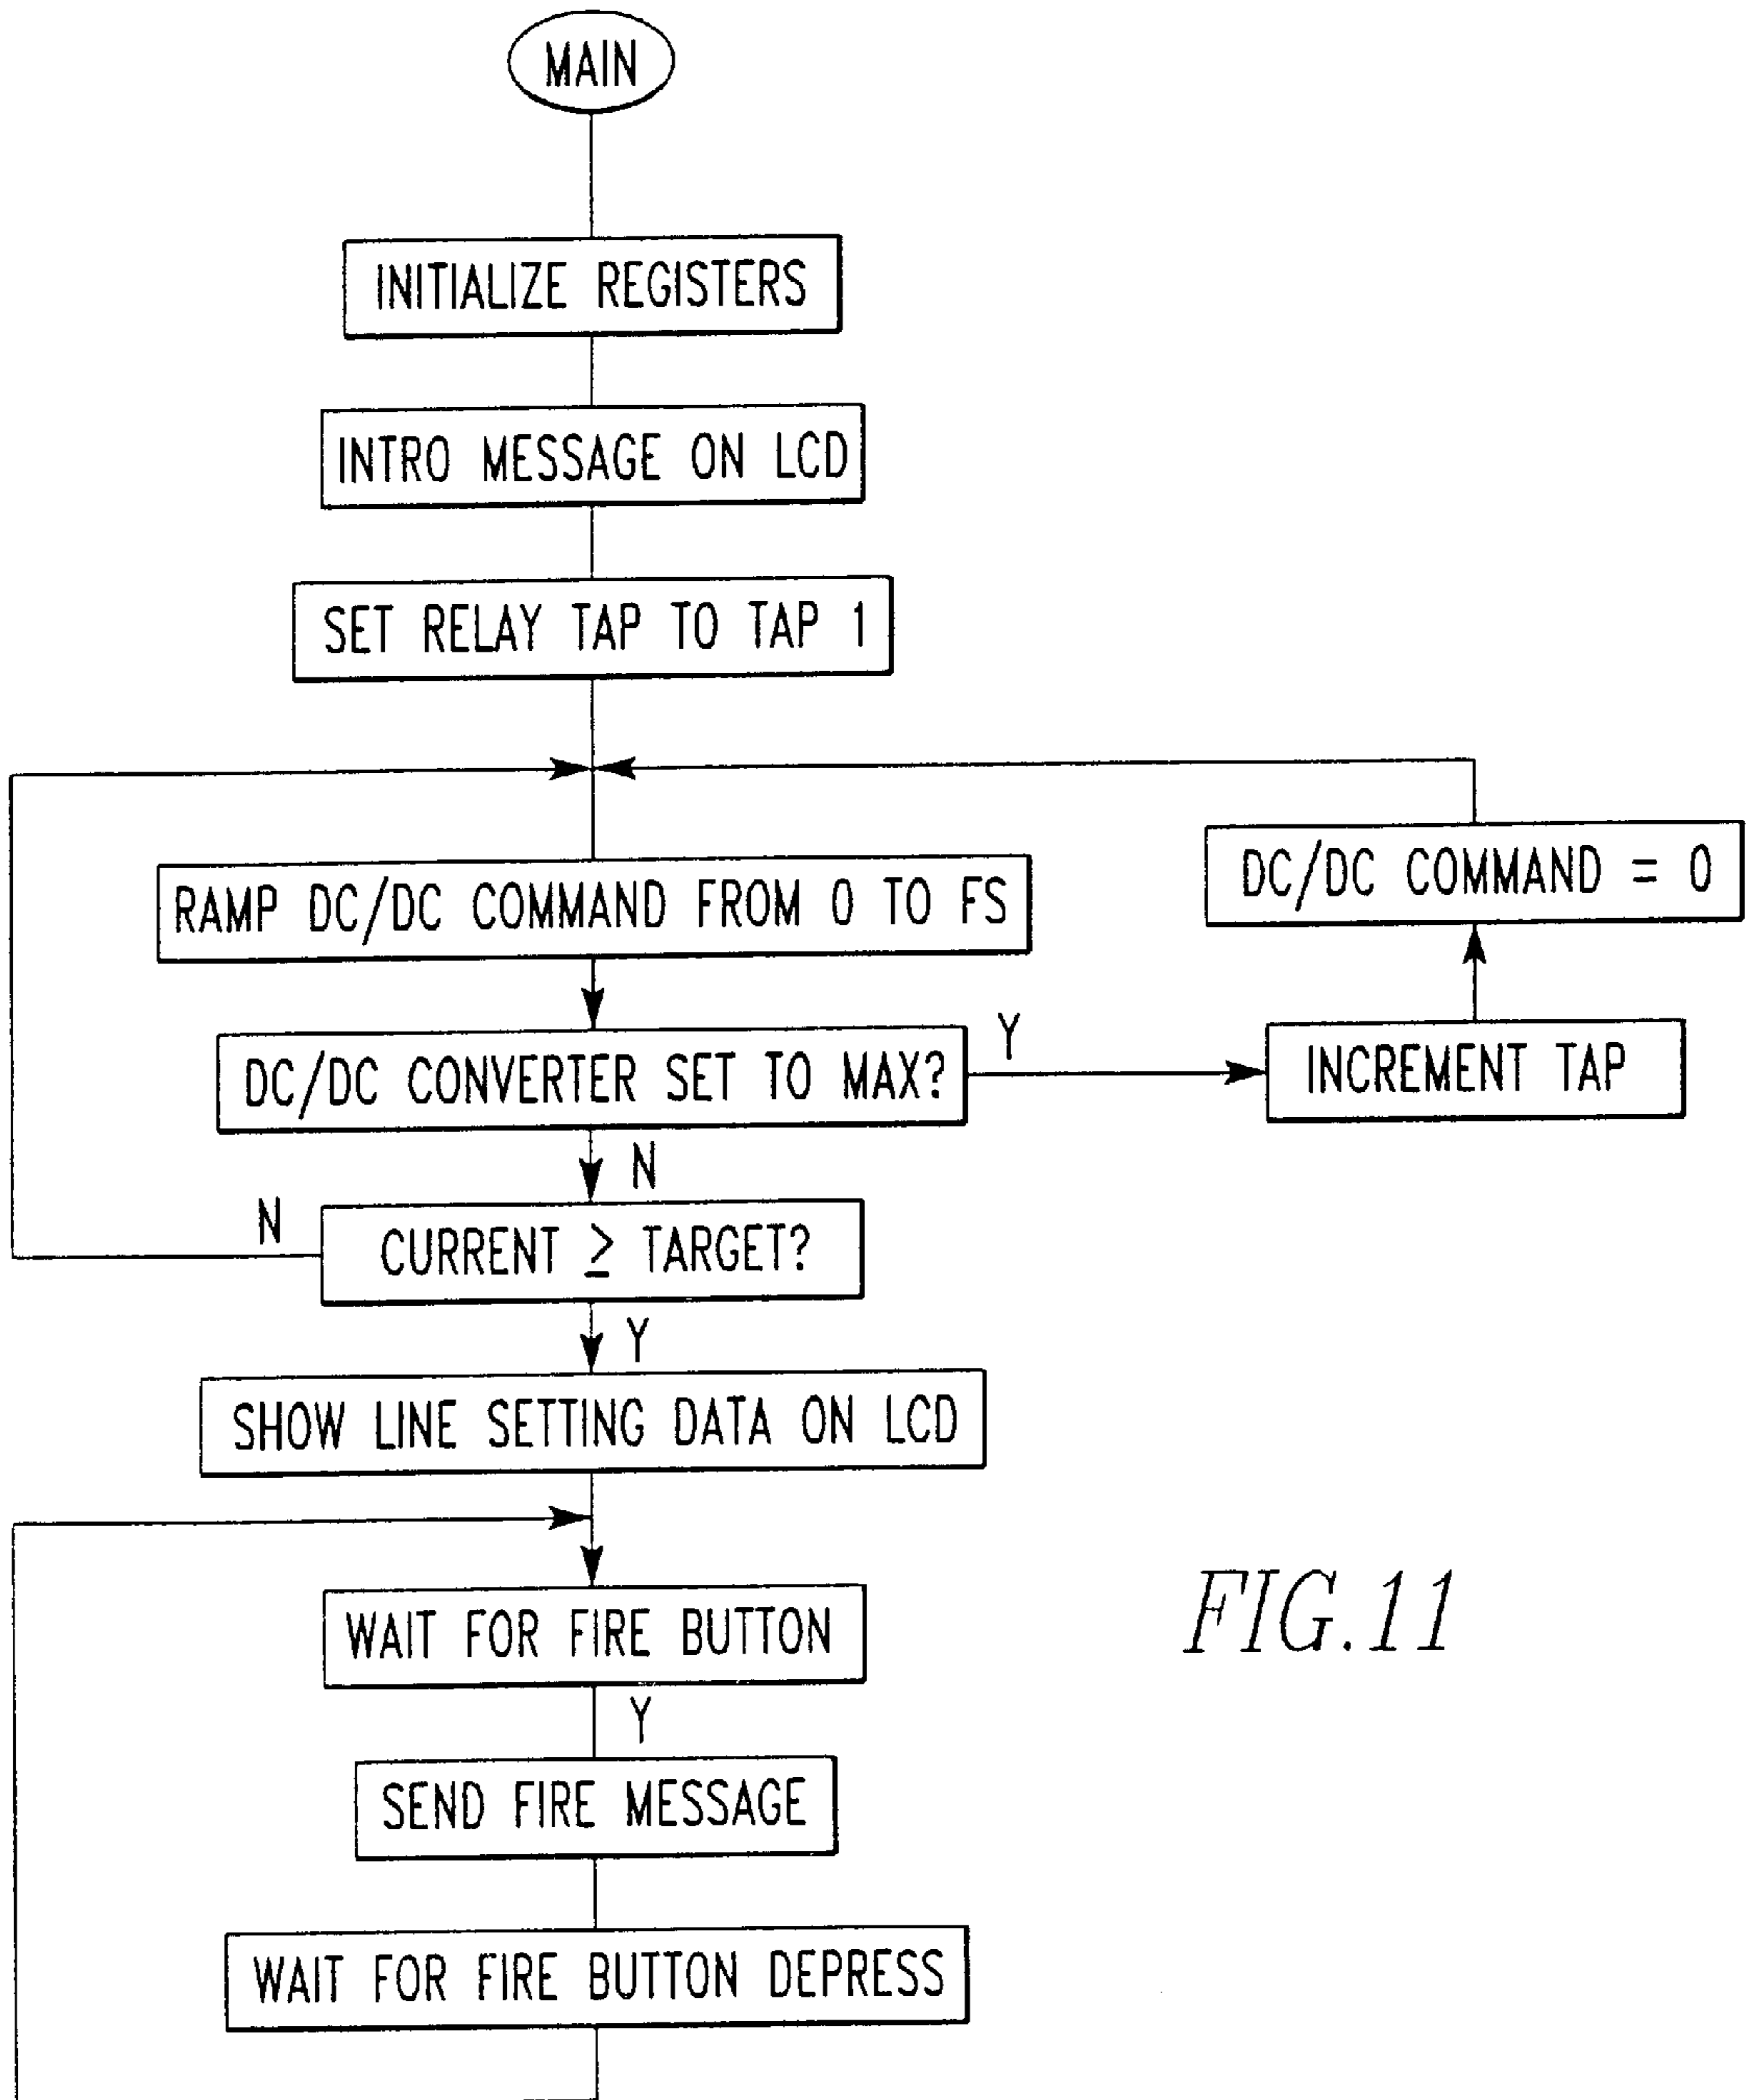 MAIN
INITIALIZE REGISTERS
INTRO MESSAGE ON LCD
SET RELAY TAP TO TAP 1
RAMP DC/DC COMMAND FROM 0 TO FS
DC/DC COMMAND = 0
DC/DC CONVERTER SET TO MAX?
Y
INCREMENT TAP
N
N
CURRENT ≥ TARGET?
Y
SHOW LINE SETTING DATA ON LCD
WAIT FOR FIRE BUTTON
FIG.11
Y
SEND FIRE MESSAGE
WAIT FOR FIRE BUTTON DEPRESS